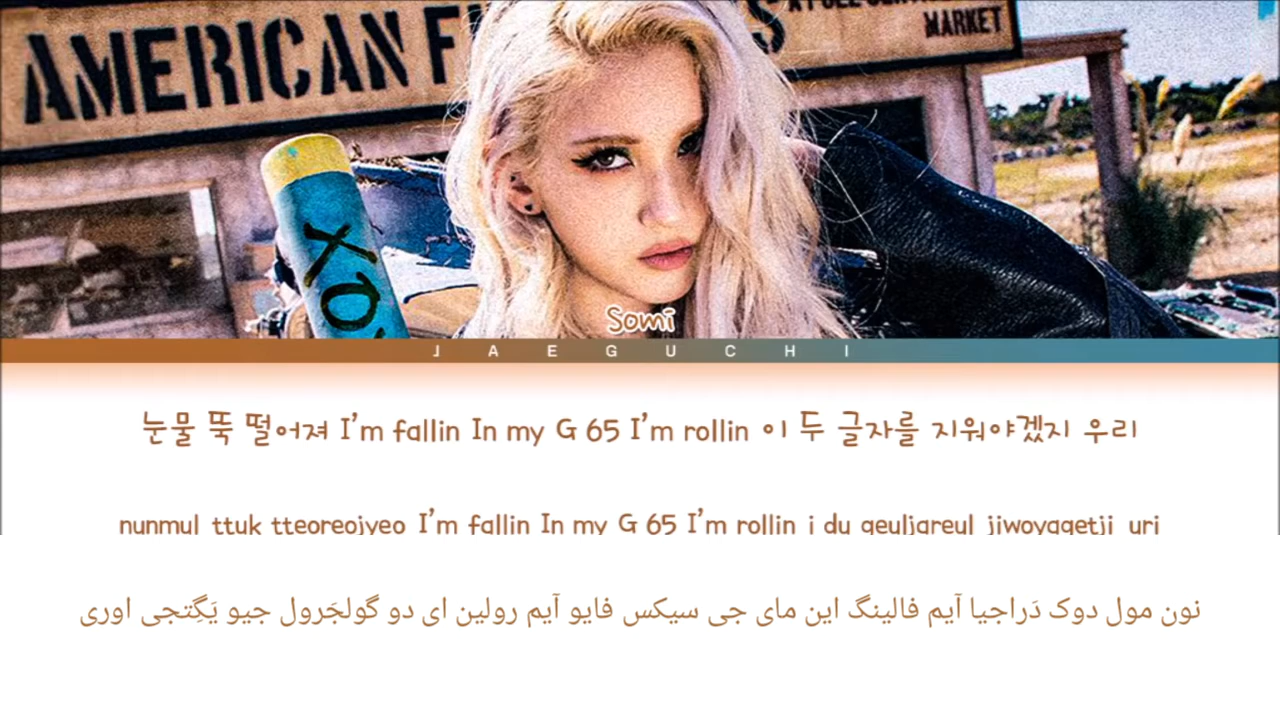 AMERICAN F
MARKET
XO
Somi
JAEGUCHI
눈물 뚝 떨어져 I'm fallin In my G 65 I'm rollin 이 두 글자를 지워야겠지 우리
nunmul ttuk tteoreojyeo I'm fallin In my G 65 I'm rollin i du geuljareul jiwoyagetji uri
نون مول دوک دَراجیا آیم فالینگ این مای جی سیکس فایو آیم رولین ای دو گولجَرول جیو یَگِتجی اوری